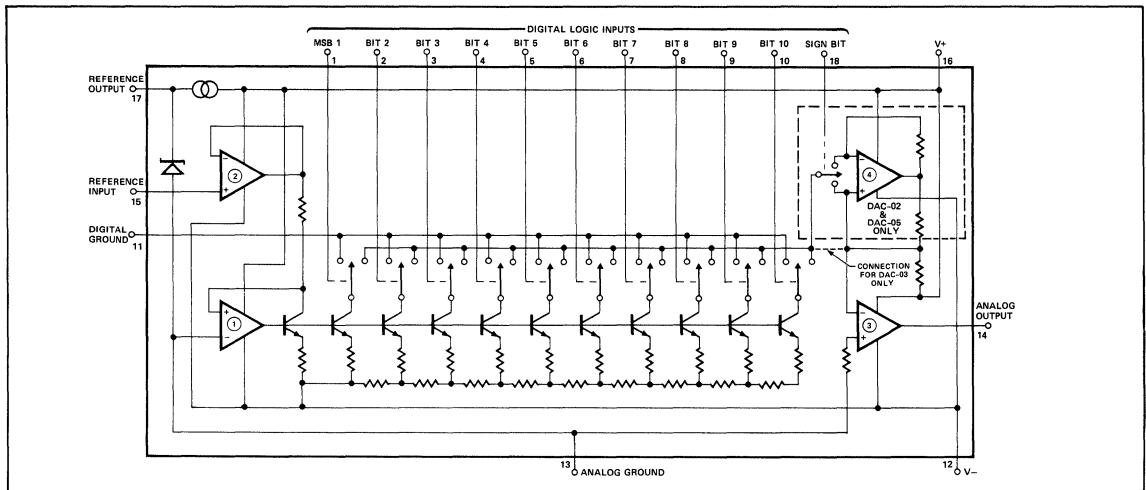 DIGITAL LOGIC INPUTS
MSB 1 BIT 2 BIT 3 BIT 4 BIT 5 BIT 6 BIT 7 BIT 8 BIT 9 BIT 10 SIGN BIT V+
1 2 3 4 5 6 7 8 9 10 18 16
REFERENCE
OUTPUT
17
REFERENCE
INPUT
15
DIGITAL
GROUND
11
2
−
+
4
−
+
DAC-02
&
DAC-05
ONLY
CONNECTION
FOR DAC-03
ONLY
1
+
−
3
−
+
ANALOG
OUTPUT
14
13 ANALOG GROUND
12 V−